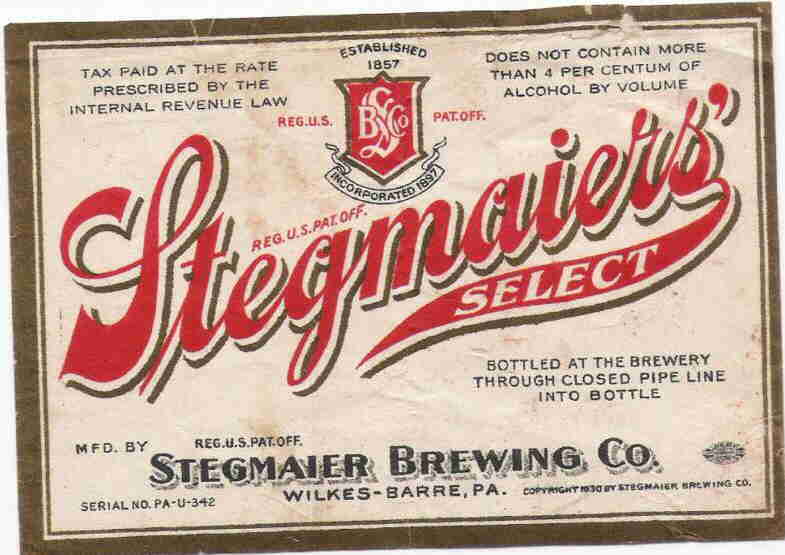 TAX PAID AT THE RATE
PRESCRIBED BY THE
INTERNAL REVENUE LAW
ESTABLISHED
1857
DOES NOT CONTAIN MORE
THAN 4 PER CENTUM OF
ALCOHOL BY VOLUME
REG.U.S. PAT.OFF.
SBCo
INCORPORATED 1897
REG.U.S.PAT.OFF.
Stegmaiers'
SELECT
BOTTLED AT THE BREWERY
THROUGH CLOSED PIPE LINE
INTO BOTTLE
REG.U.S.PAT.OFF.
MFD. BY
STEGMAIER BREWING CO.
WILKES-BARRE, PA.
COPYRIGHT 1930 BY STEGMAIER BREWING CO.
SERIAL NO. PA-U-342